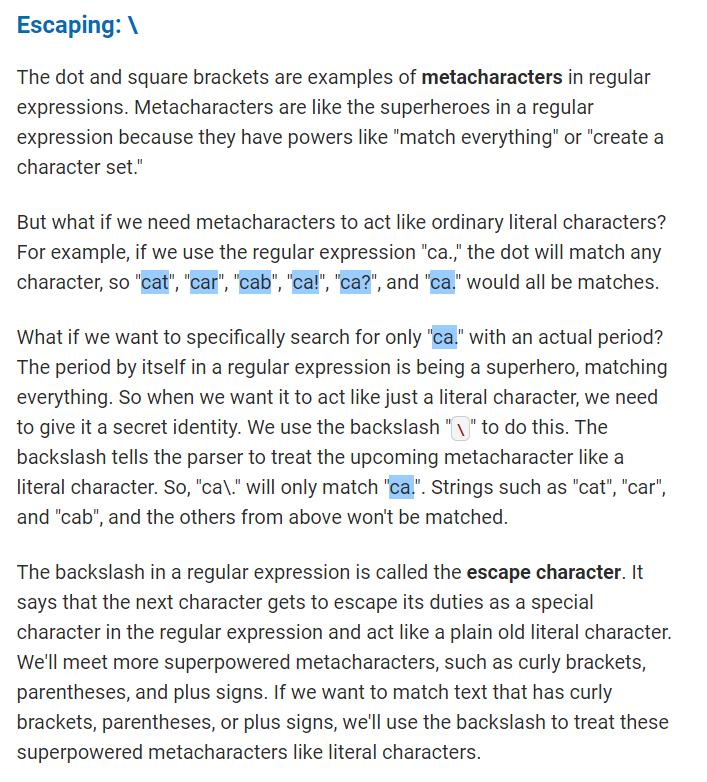 Escaping: \
The dot and square brackets are examples of metacharacters in regular
expressions. Metacharacters are like the superheroes in a regular
expression because they have powers like "match everything" or "create a
character set."
But what if we need metacharacters to act like ordinary literal characters?
For example, if we use the regular expression "ca.," the dot will match any
character, so "cat", "car", "cab", "ca!", "ca?", and "ca." would all be matches.
What if we want to specifically search for only "ca." with an actual period?
The period by itself in a regular expression is being a superhero, matching
everything. So when we want it to act like just a literal character, we need
to give it a secret identity. We use the backslash "\" to do this. The
backslash tells the parser to treat the upcoming metacharacter like a
literal character. So, "ca\." will only match "ca.". Strings such as "cat", "car",
and "cab", and the others from above won't be matched.
The backslash in a regular expression is called the escape character. It
says that the next character gets to escape its duties as a special
character in the regular expression and act like a plain old literal character.
We'll meet more superpowered metacharacters, such as curly brackets,
parentheses, and plus signs. If we want to match text that has curly
brackets, parentheses, or plus signs, we'll use the backslash to treat these
superpowered metacharacters like literal characters.